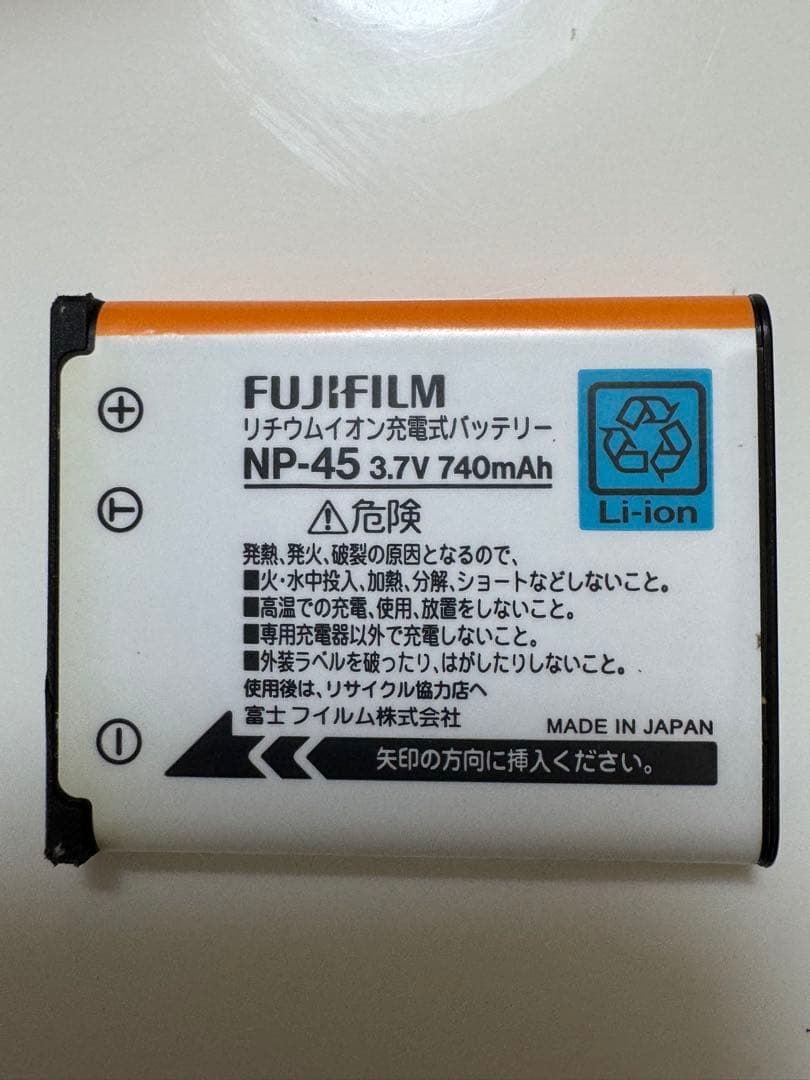 FUJIFILM
リチウムイオン充電式バッテリー
NP-45 3.7V 740mAh
⚠危険
発熱、発火、破裂の原因となるので、
■火・水中投入、加熱、分解、ショートなどしないこと。
■高温での充電、使用、放置をしないこと。
■専用充電器以外で充電しないこと。
■外装ラベルを破ったり、はがしたりしないこと。
使用後は、リサイクル協力店へ
富士フイルム株式会社
MADE IN JAPAN
矢印の方向に挿入ください。
Li-ion
+
T
−